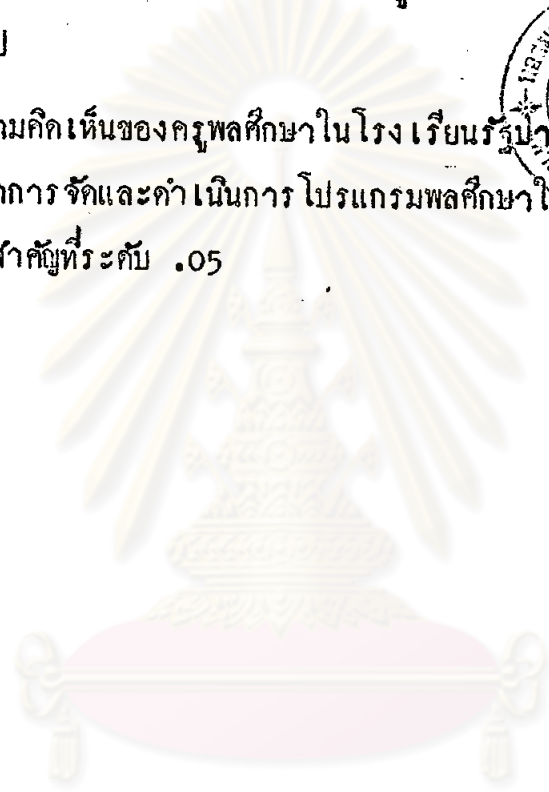 ามคิดเห็นของครูพลศึกษาในโรงเรียนรัฐบา
การจัดและดำเนินการโปรแกรมพลศึกษาใ
สำคัญที่ระดับ .05